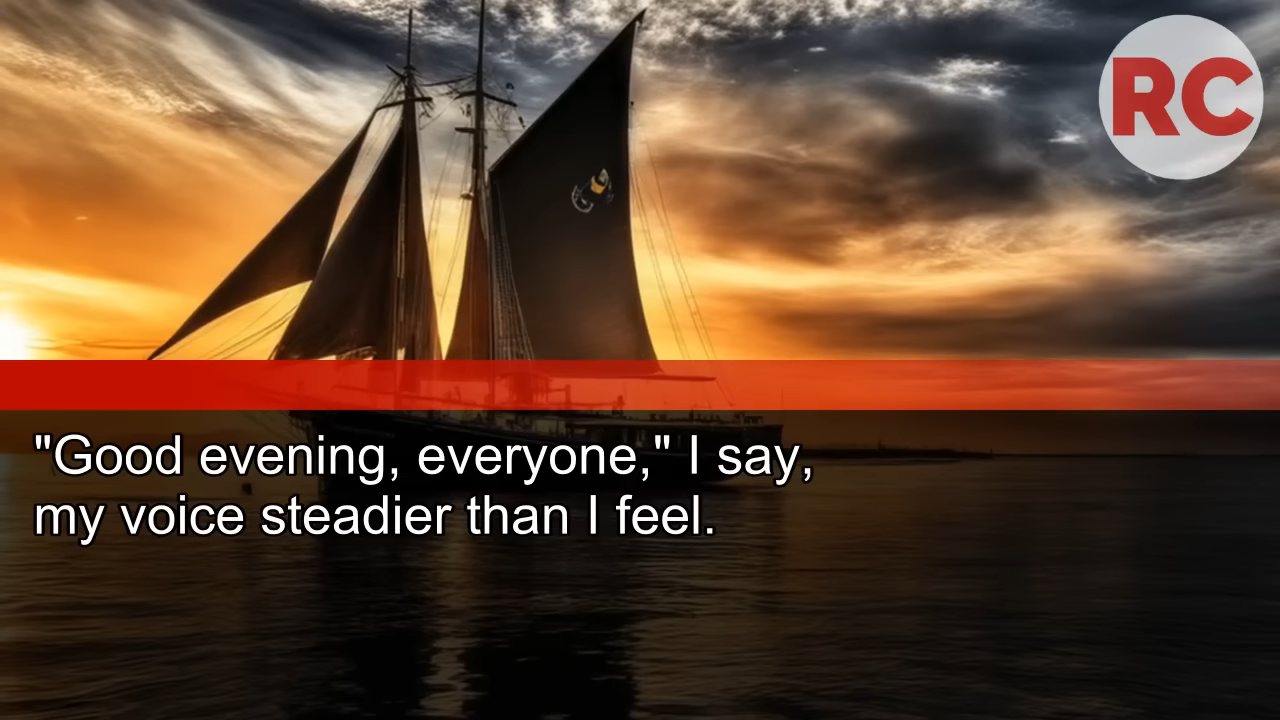 RC
"Good evening, everyone," I say,
my voice steadier than I feel.